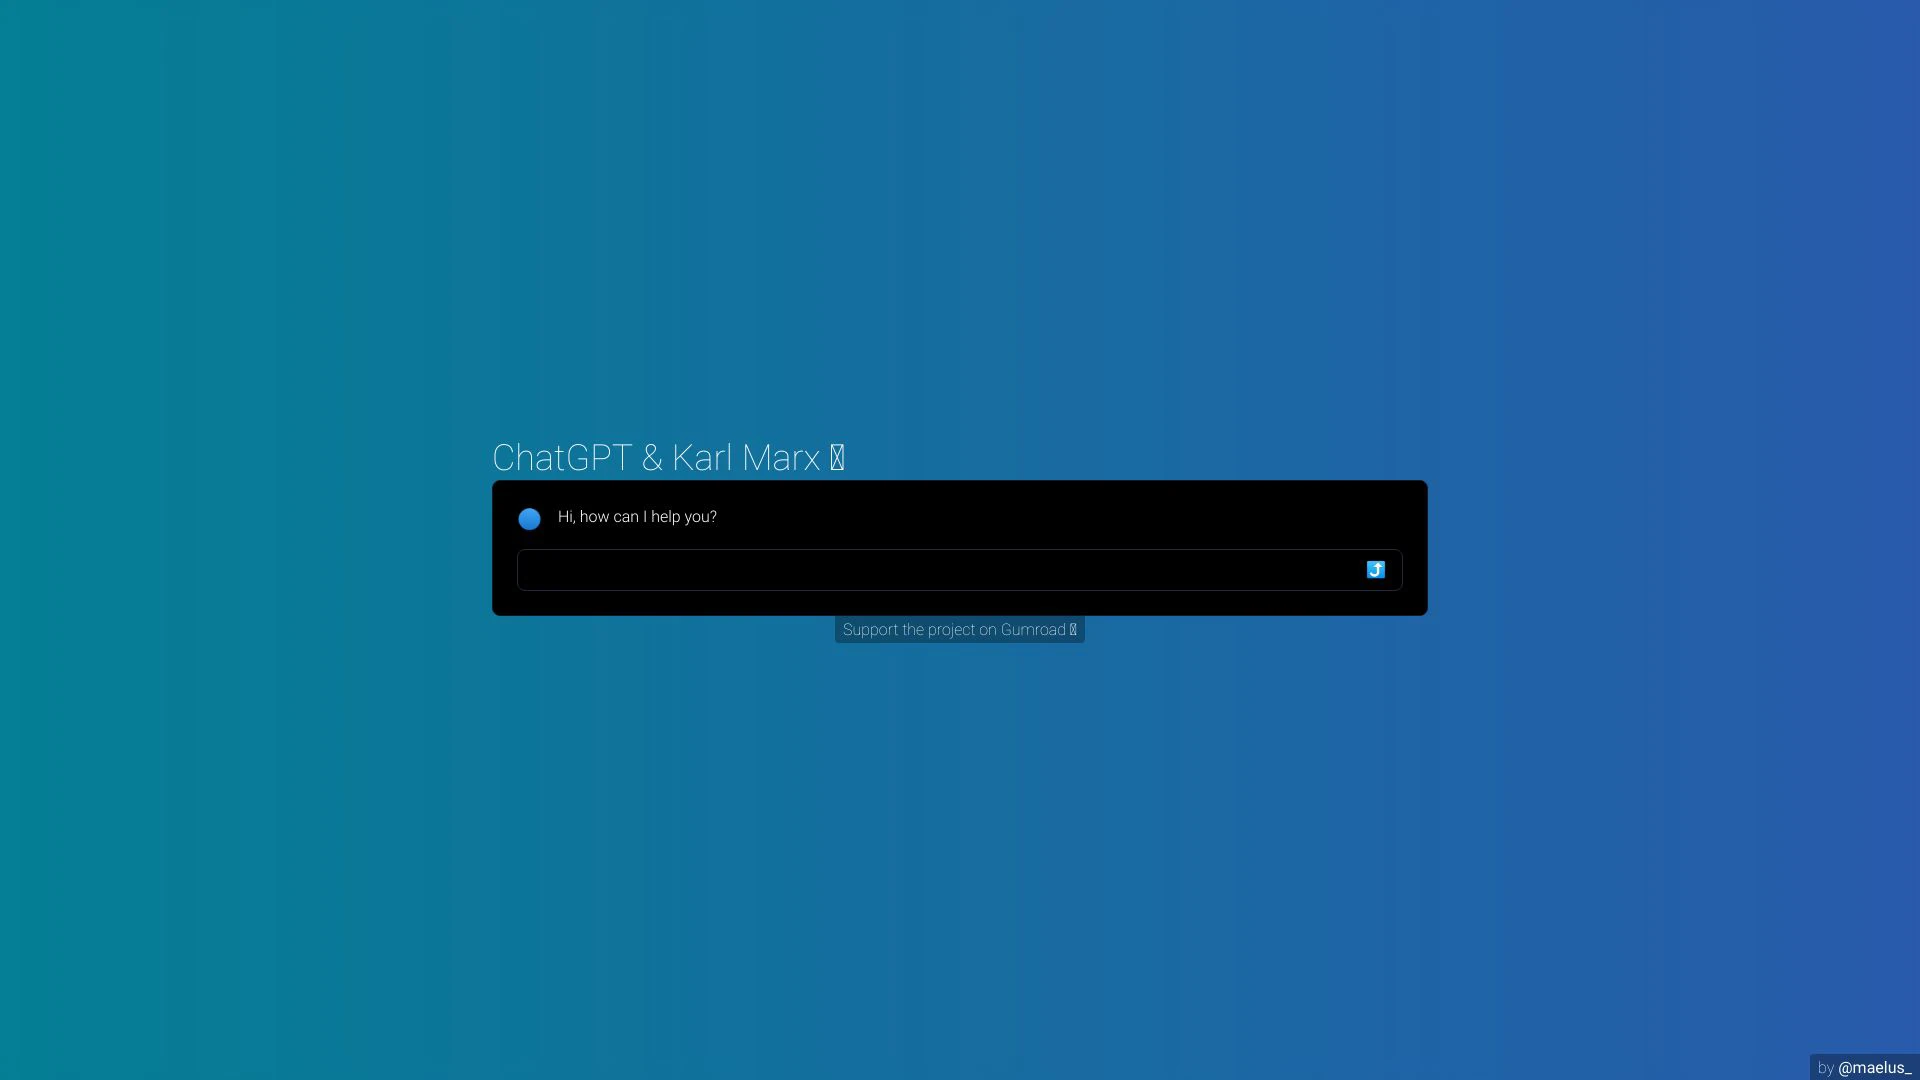 ChatGPT & Karl Marx
Hi, how can I help you?
Support the project on Gumroad
by @maelus_